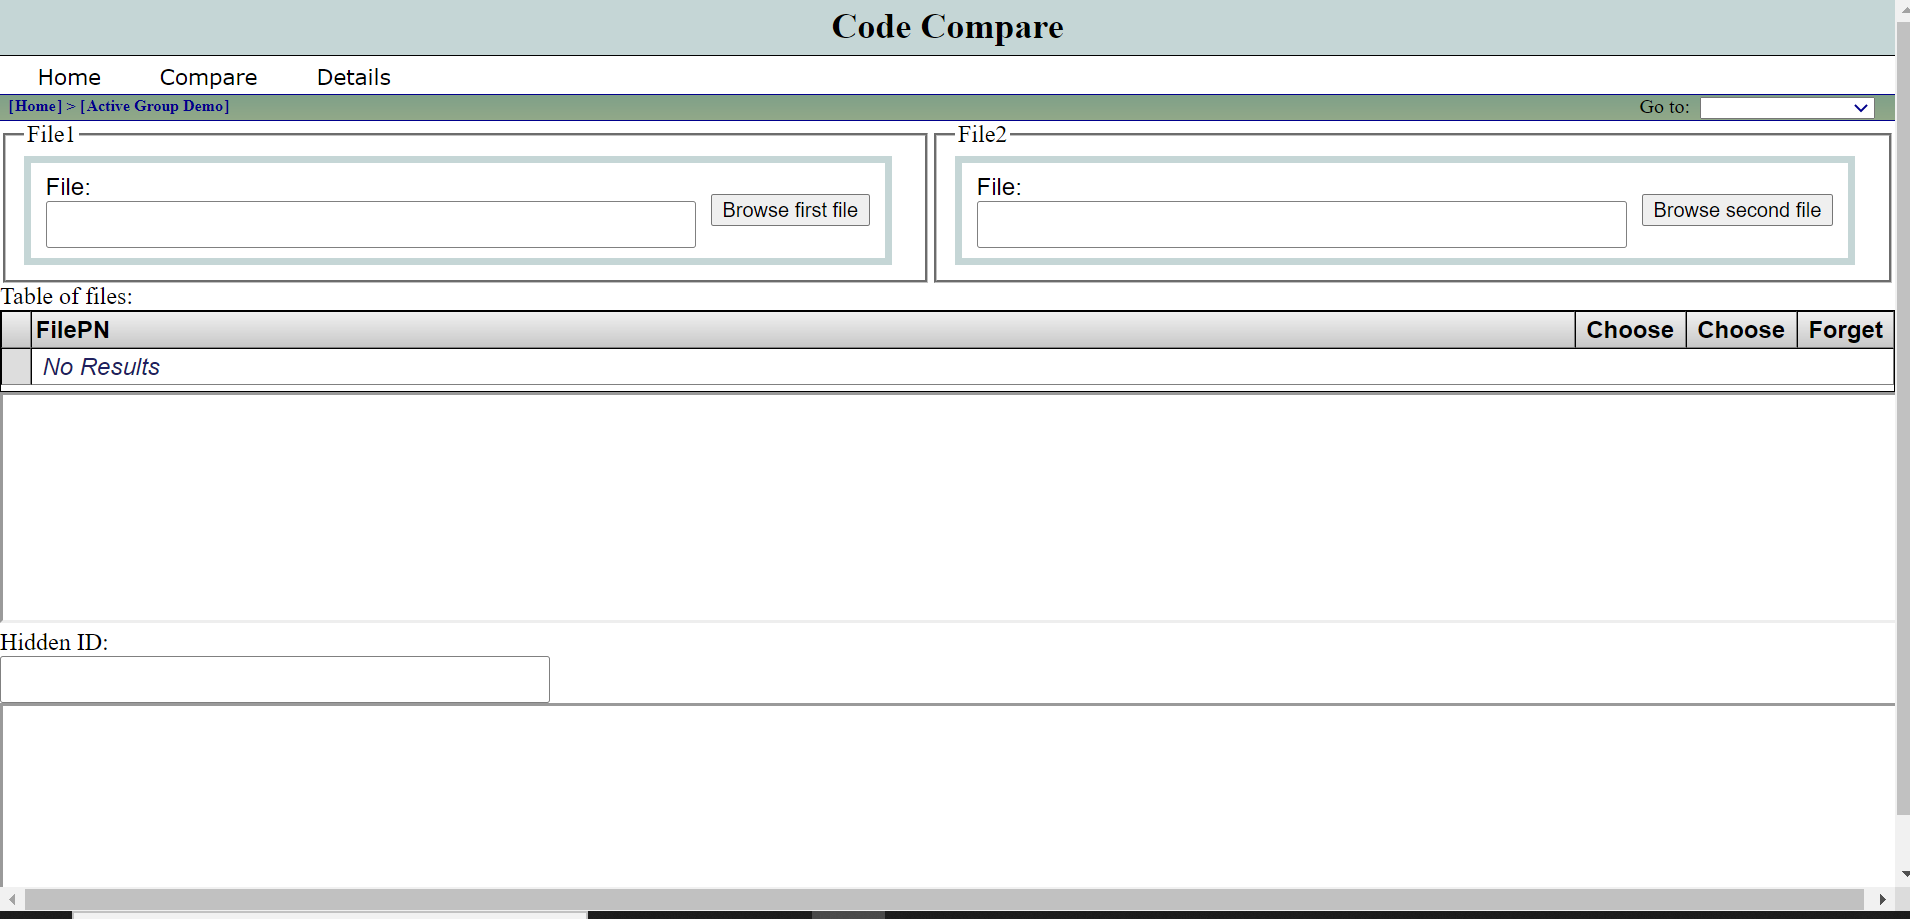 Code Compare
Home Compare Details
[Home] > [Active Group Demo] Go to:
File1 File2
File: File:
Browse first file Browse second file
Table of files:
FilePN Choose Choose Forget
No Results
Hidden ID: